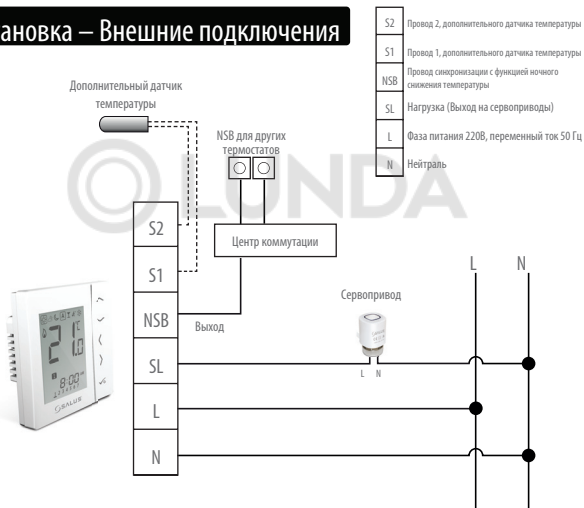 ановка – Внешние подключения
S2 Провод 2, дополнительного датчика температуры
S1 Провод 1, дополнительного датчика температуры
NSB Провод синхронизации с функцией ночного
снижения температуры
SL Нагрузка (Выход на сервоприводы)
L Фаза питания 220В, переменный ток 50 Гц
N Нейтраль
Дополнительный датчик
температуры
NSB для других
термостатов
LUNDA
Центр коммутации
S2
S1
NSB
SL
L
N
Выход
Сервопривод
L N
L N
21.0
8:00
SALUS